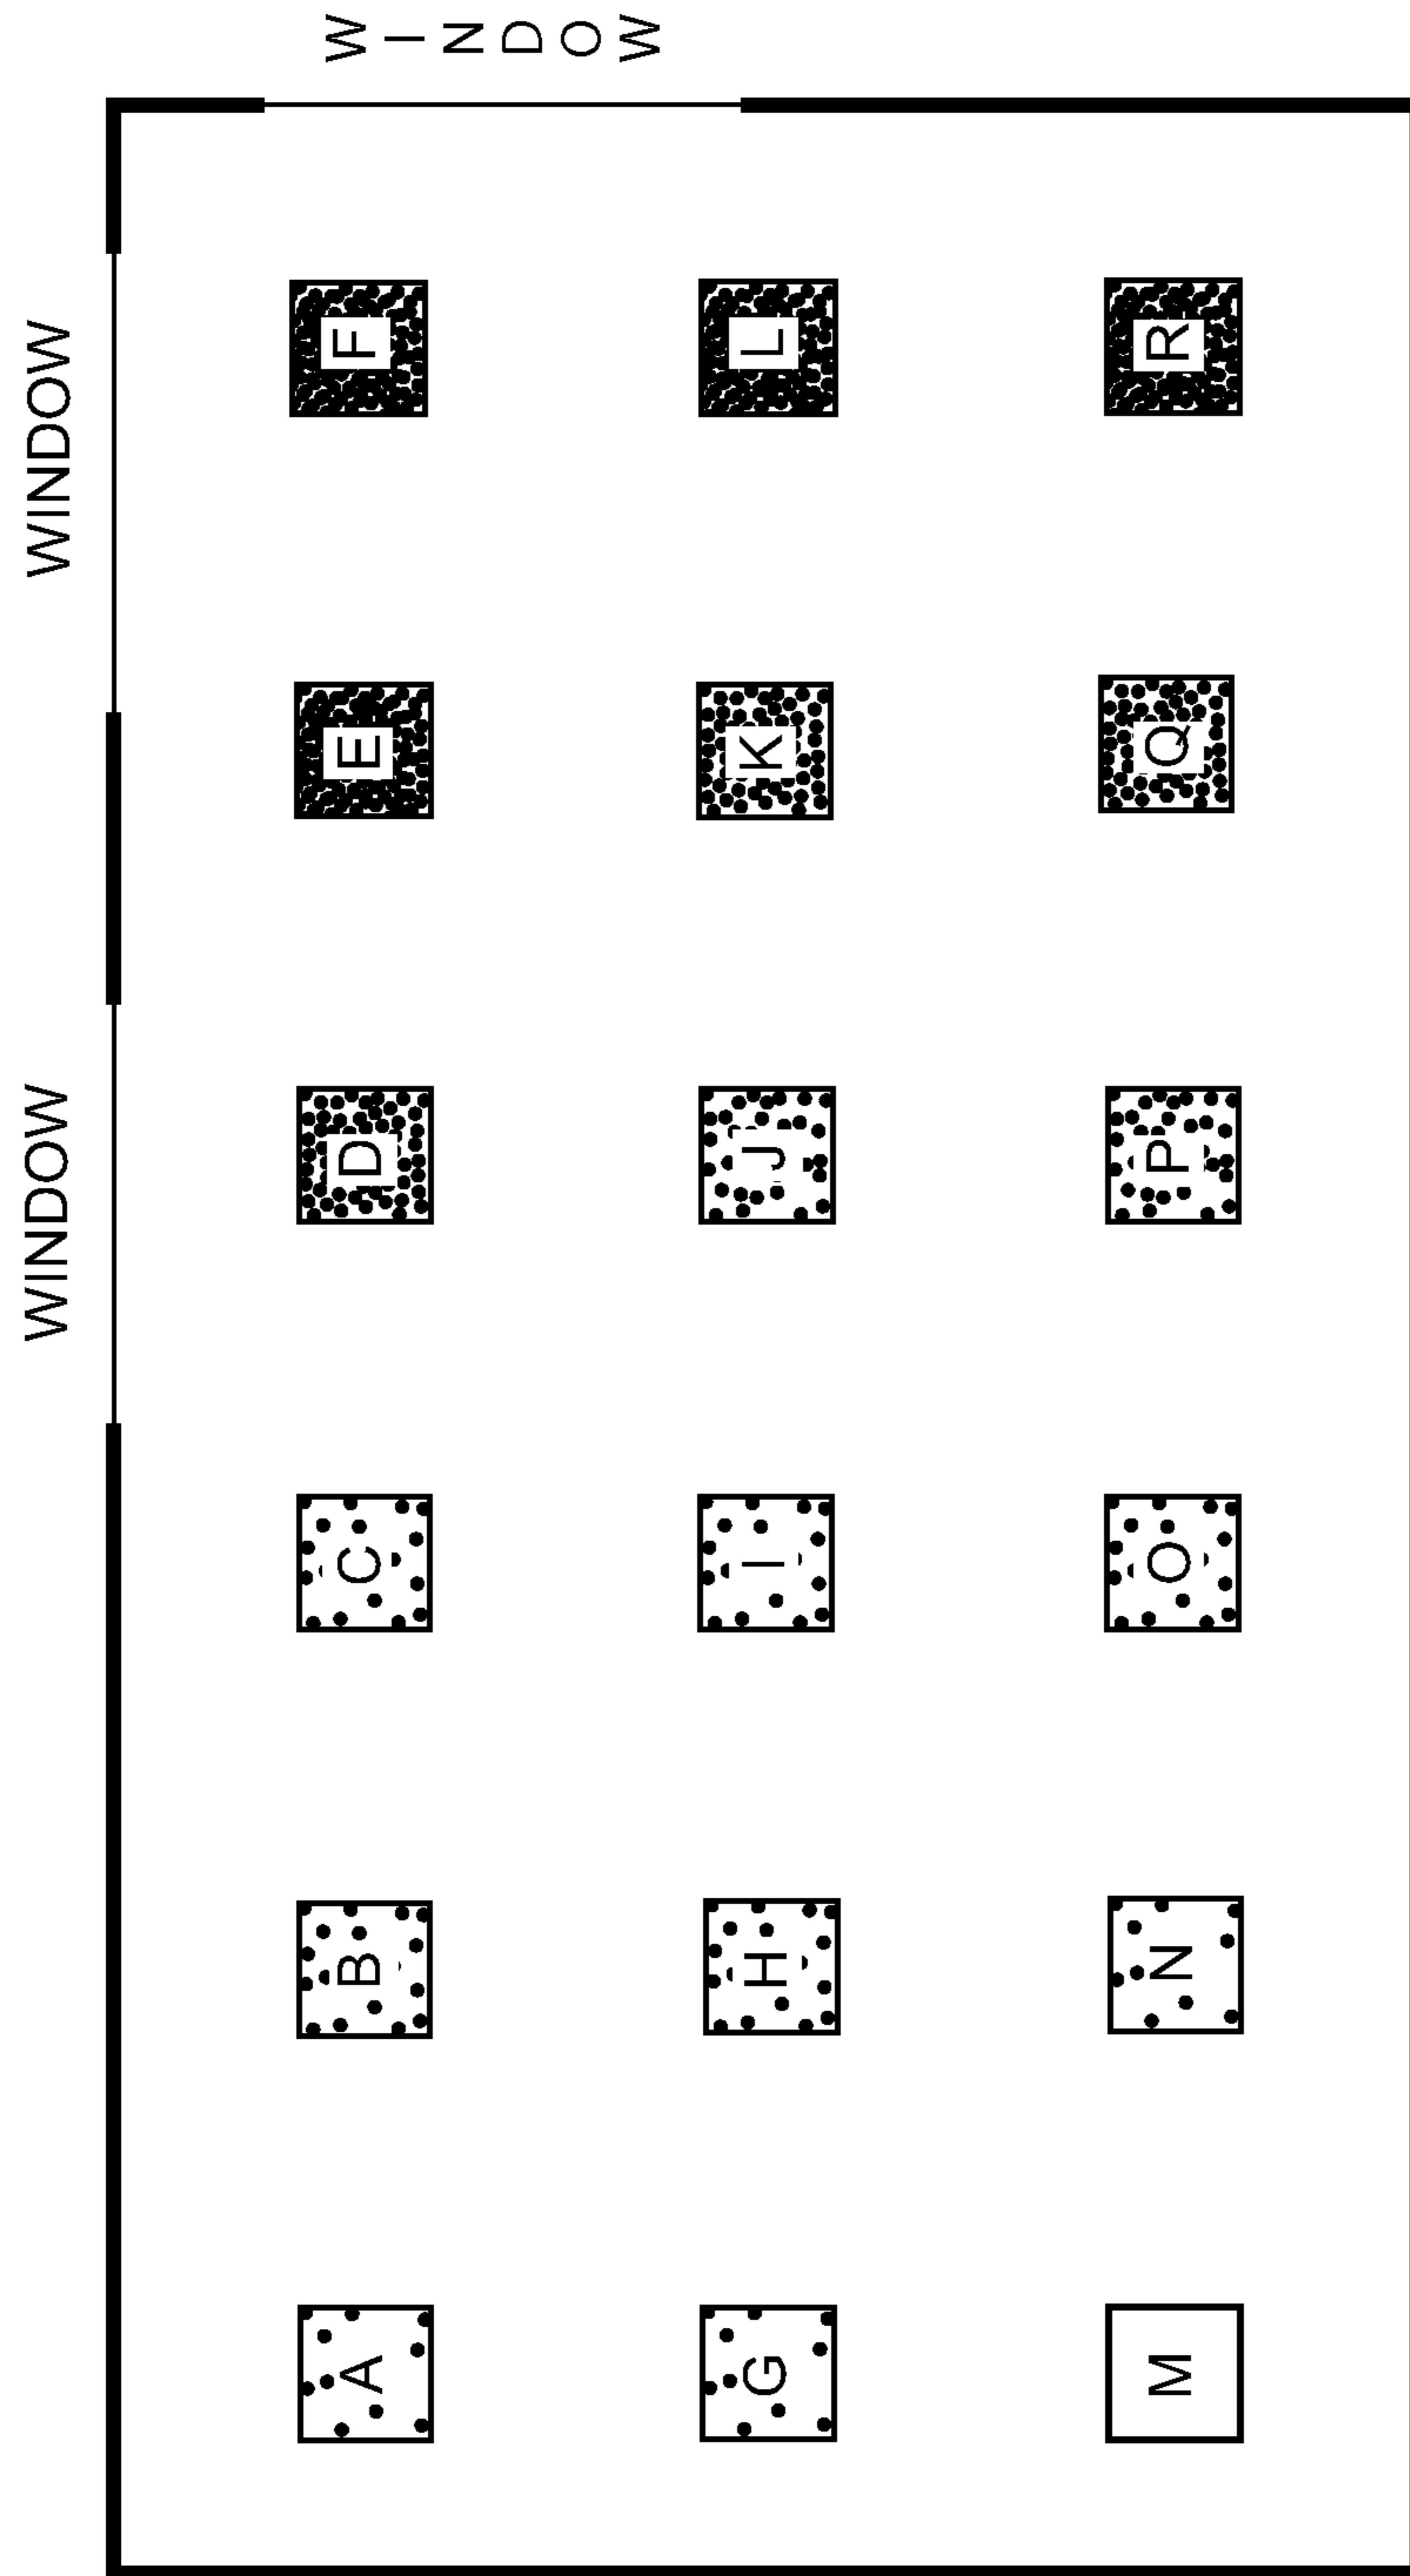 WINDOW
WINDOW
A B C D E F
WINDOW
G H I J K L
M N O P Q R